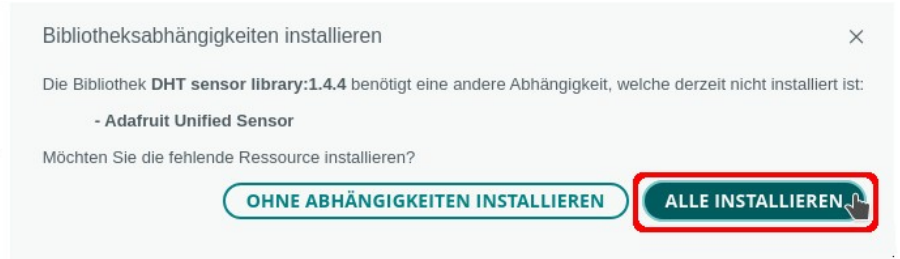 Bibliotheksabhängigkeiten installieren
Die Bibliothek DHT sensor library:1.4.4 benötigt eine andere Abhängigkeit, welche derzeit nicht installiert ist:
- Adafruit Unified Sensor
Möchten Sie die fehlende Ressource installieren?
OHNE ABHÄNGIGKEITEN INSTALLIEREN ALLE INSTALLIEREN